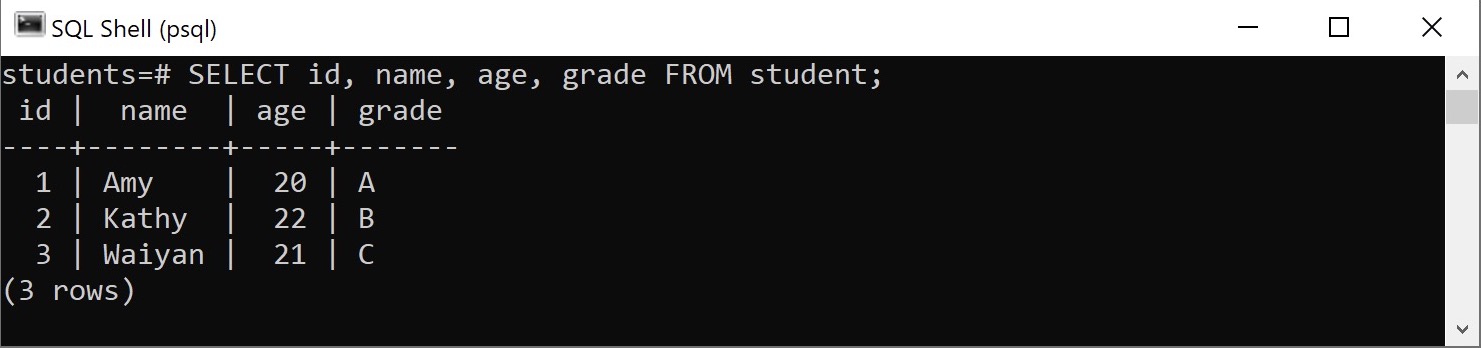 SQL Shell (psql)
students=# SELECT id, name, age, grade FROM student;
 id |  name  | age | grade
----+--------+-----+-------
  1 | Amy    |  20 | A
  2 | Kathy  |  22 | B
  3 | Waiyan |  21 | C
(3 rows)